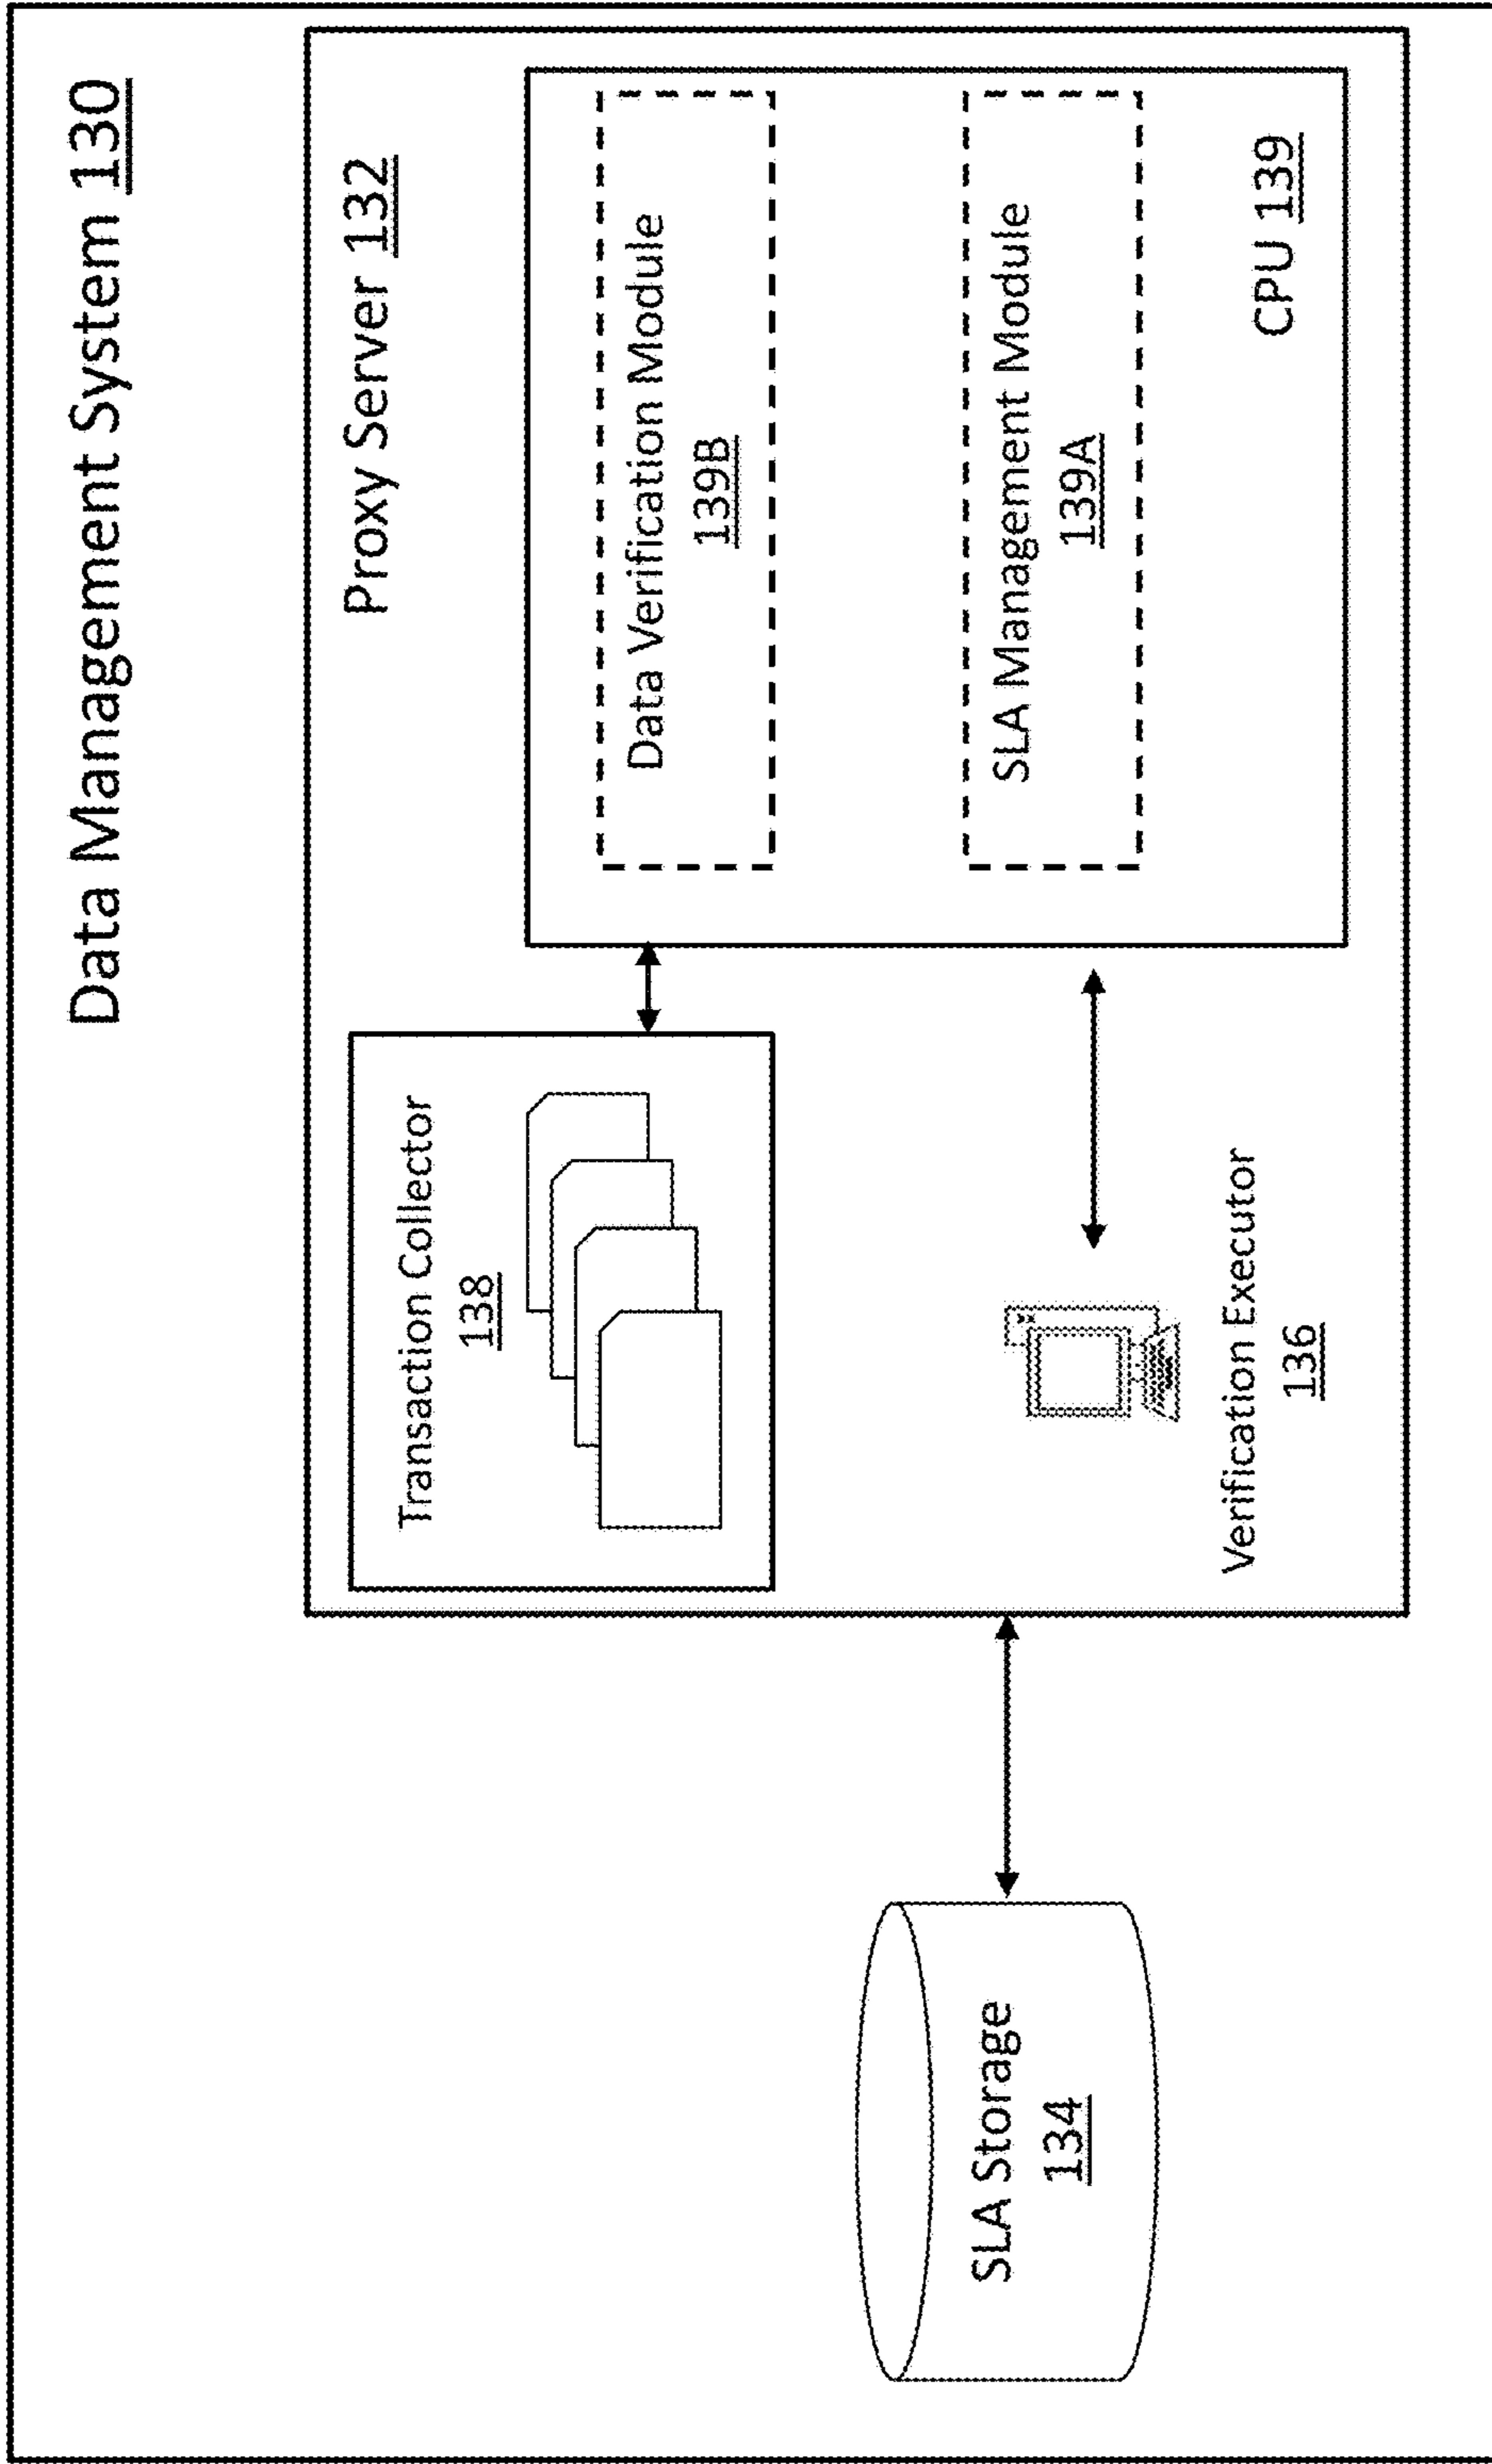 Data Management System 130
Proxy Server 132
Transaction Collector
138
Data Verification Module
139B
SLA Storage
134
Verification Executor
136
SLA Management Module
139A
CPU 139